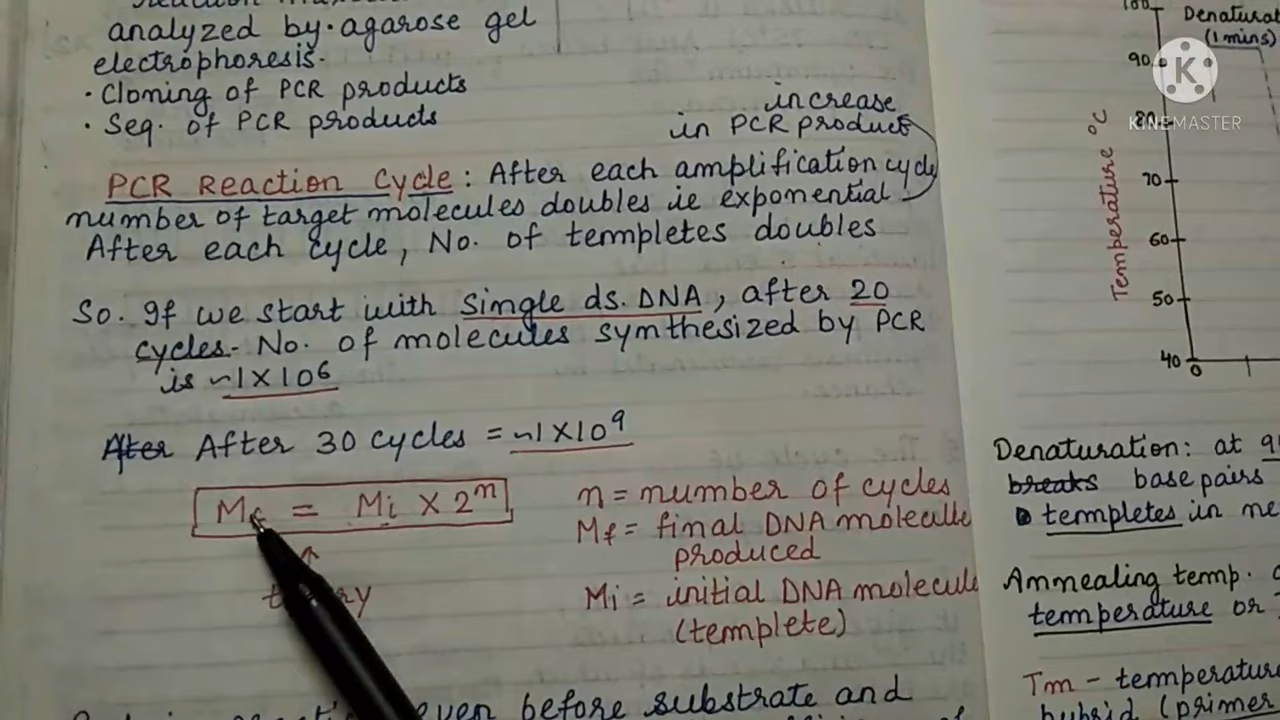 analyzed by agarose gel
electrophoresis.
• Cloning of PCR products
• Seq. of PCR products
increase
in PCR product
PCR Reaction Cycle : After each amplification cycle
number of target molecules doubles ie exponential
After each cycle, No. of templetes doubles
So. If we start with Single ds. DNA, after 20
cycles- No. of molecules synthesized by PCR
is ~1 X 10⁶
After After 30 cycles = ~1X10⁹
Mf = Mi X 2ⁿ
n = number of cycles
Mf = final DNA molecule
produced
Mi = initial DNA molecule
(templete)
even before substrate and
100
Denaturat
(1 mins)
90
80
70
60
50
40
0
Temperature °C
K
KINEMASTER
Denaturation: at 9
breaks base pairs
templetes in ne
Annealing temp.
temperature or
Tm - temperature
hybrid (primer